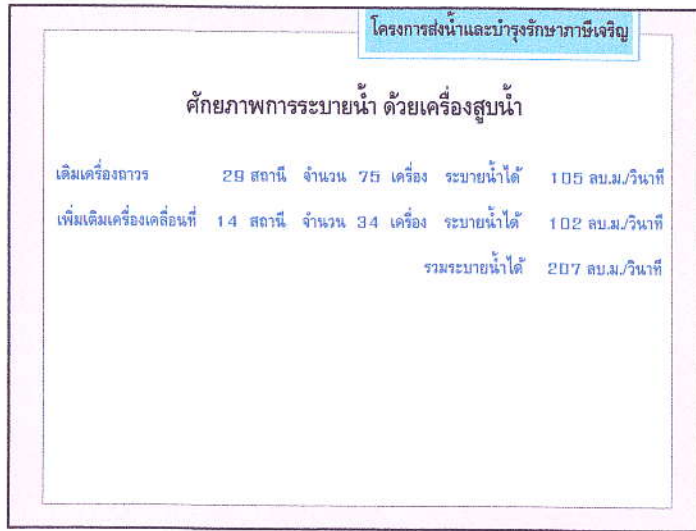 โครงการส่งน้ำและบำรุงรักษาภาษีเจริญ
ศักยภาพการระบายน้ำ ด้วยเครื่องสูบน้ำ
เดิมเครื่องถาวร 29 สถานี จำนวน 75 เครื่อง ระบายน้ำได้ 105 ลบ.ม./วินาที
เพิ่มเติมเครื่องเคลื่อนที่ 14 สถานี จำนวน 34 เครื่อง ระบายน้ำได้ 102 ลบ.ม./วินาที
รวมระบายน้ำได้ 207 ลบ.ม./วินาที